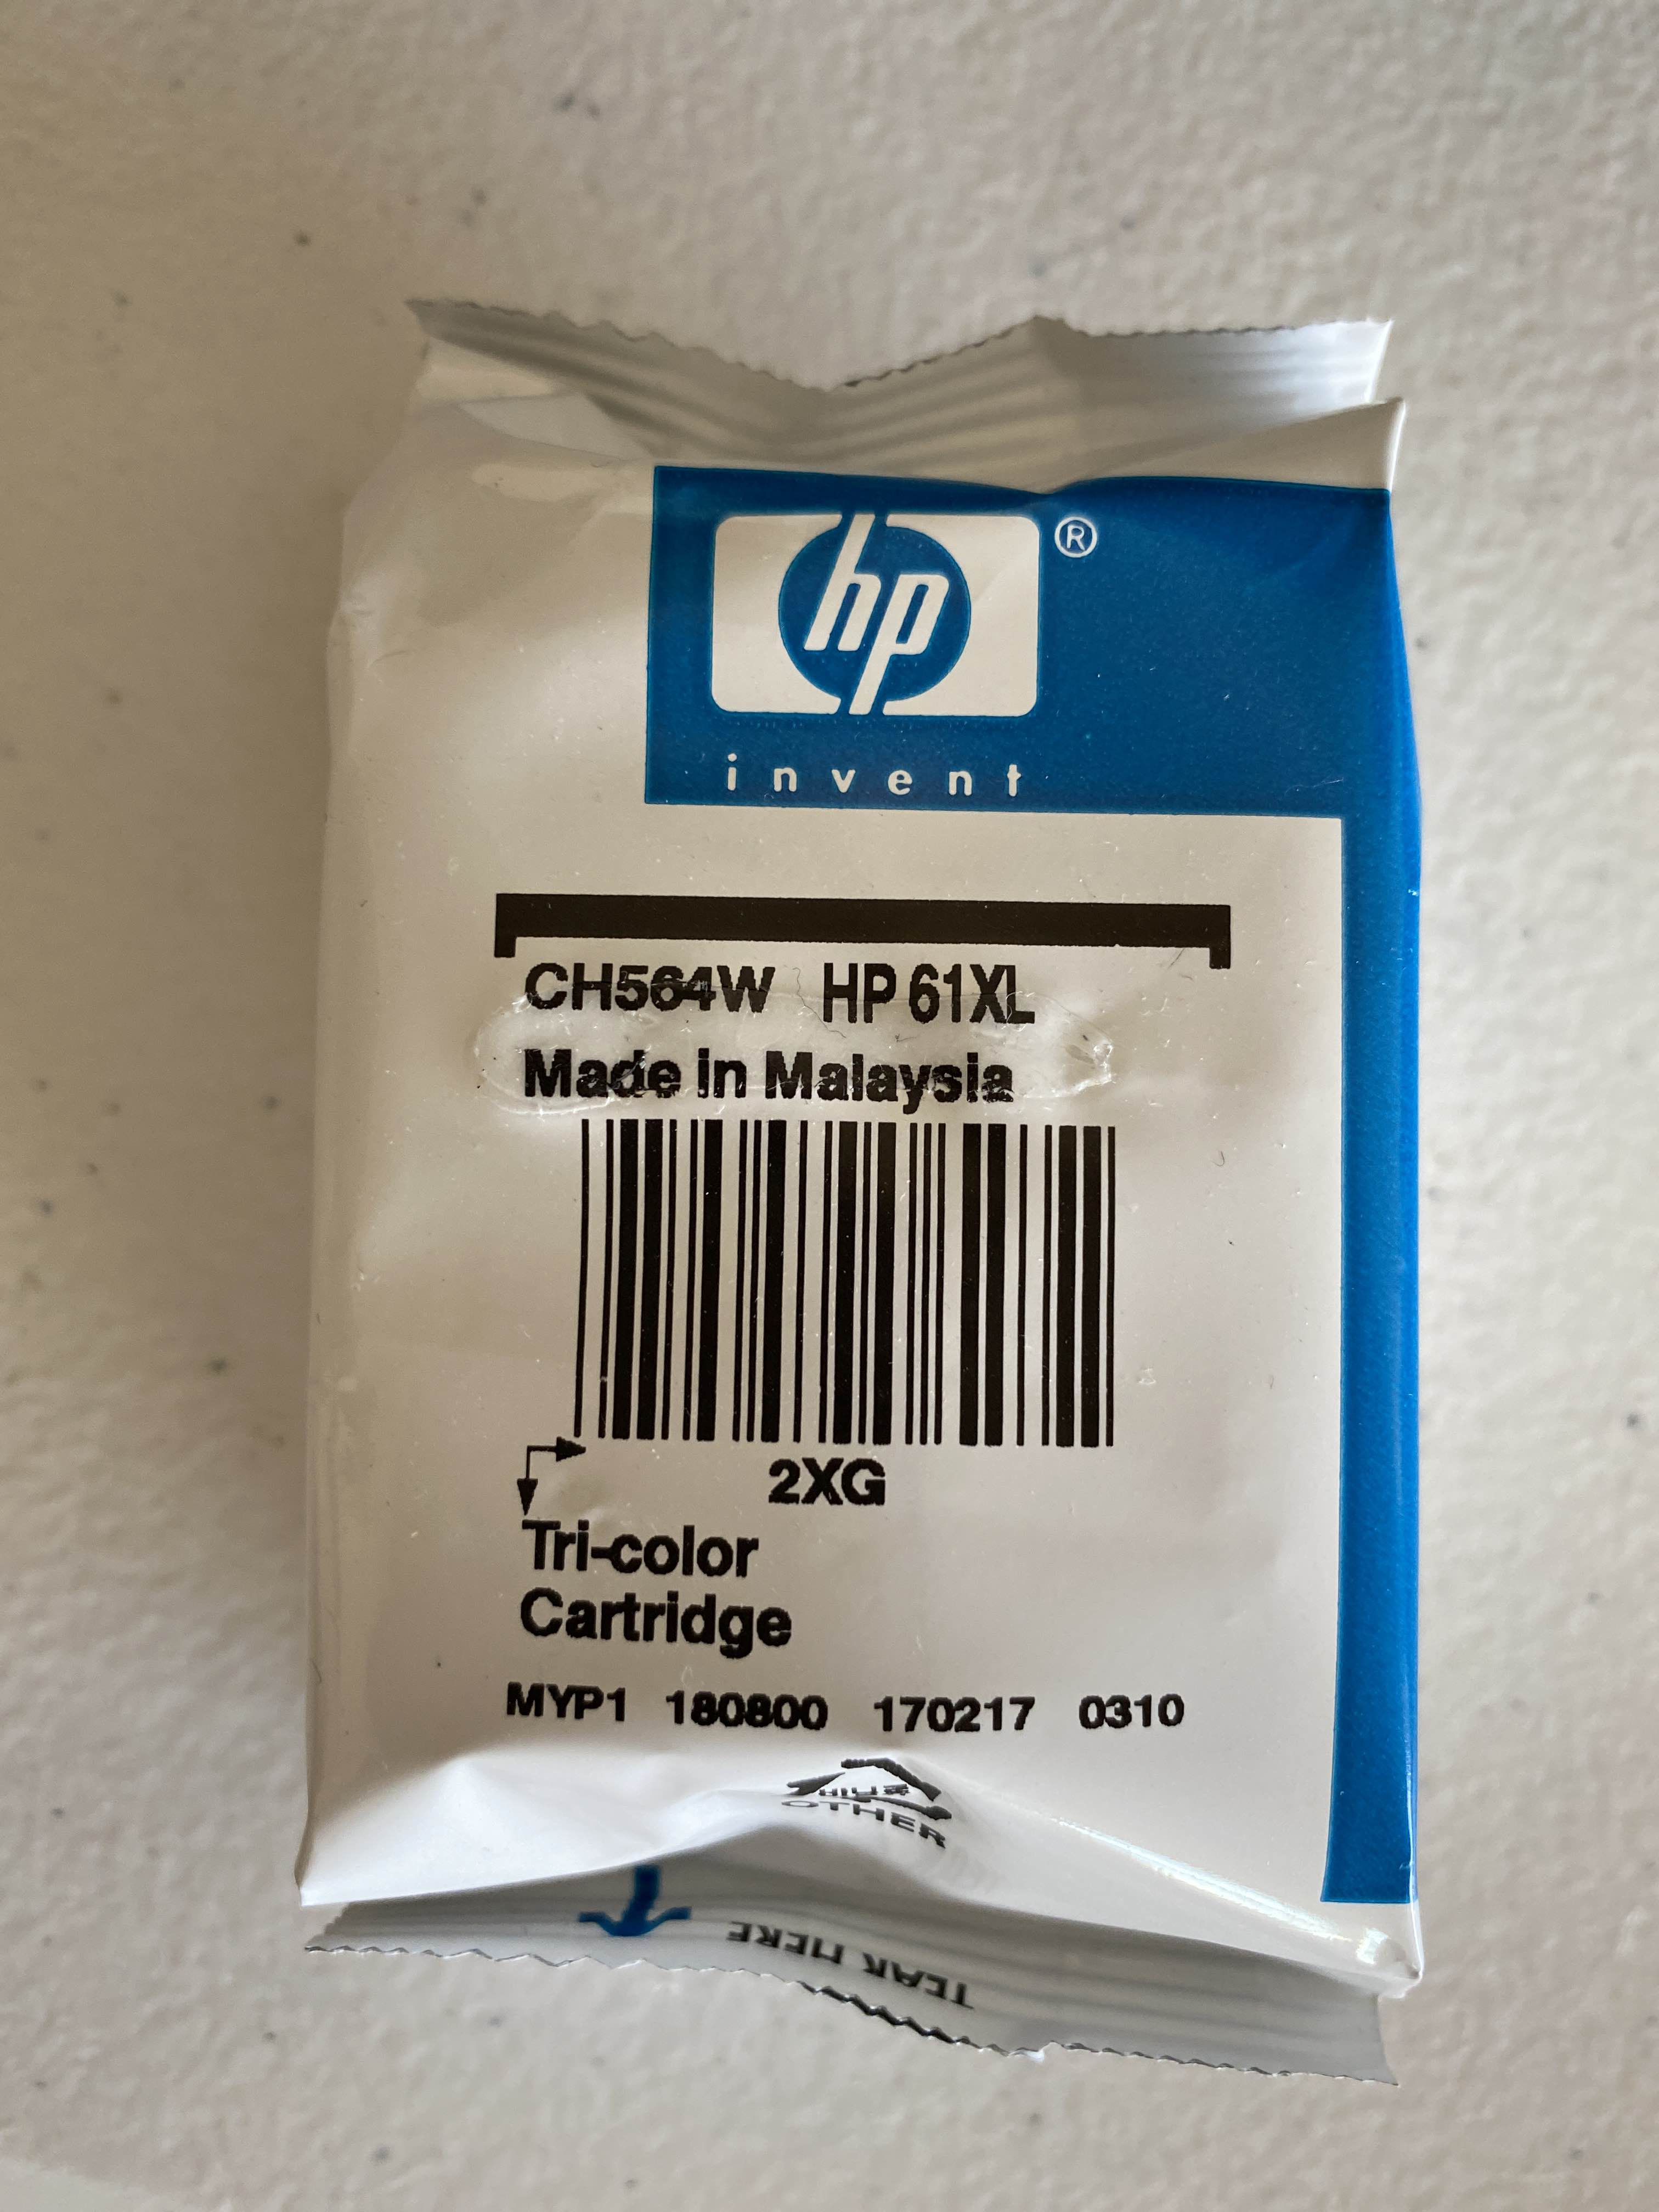 hp ®
invent
CH564W HP 61XL
Made in Malaysia
2XG
Tri-color
Cartridge
MYP1 180800 170217 0310
OTHER
TEAR HERE